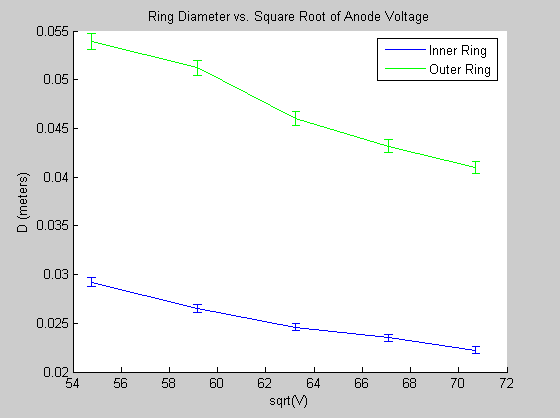 Ring Diameter vs. Square Root of Anode Voltage
0.055
0.05
0.045
0.04
0.035
0.03
0.025
0.02
D (meters)
Inner Ring
Outer Ring
54 56 58 60 62 64 66 68 70 72
sqrt(V)